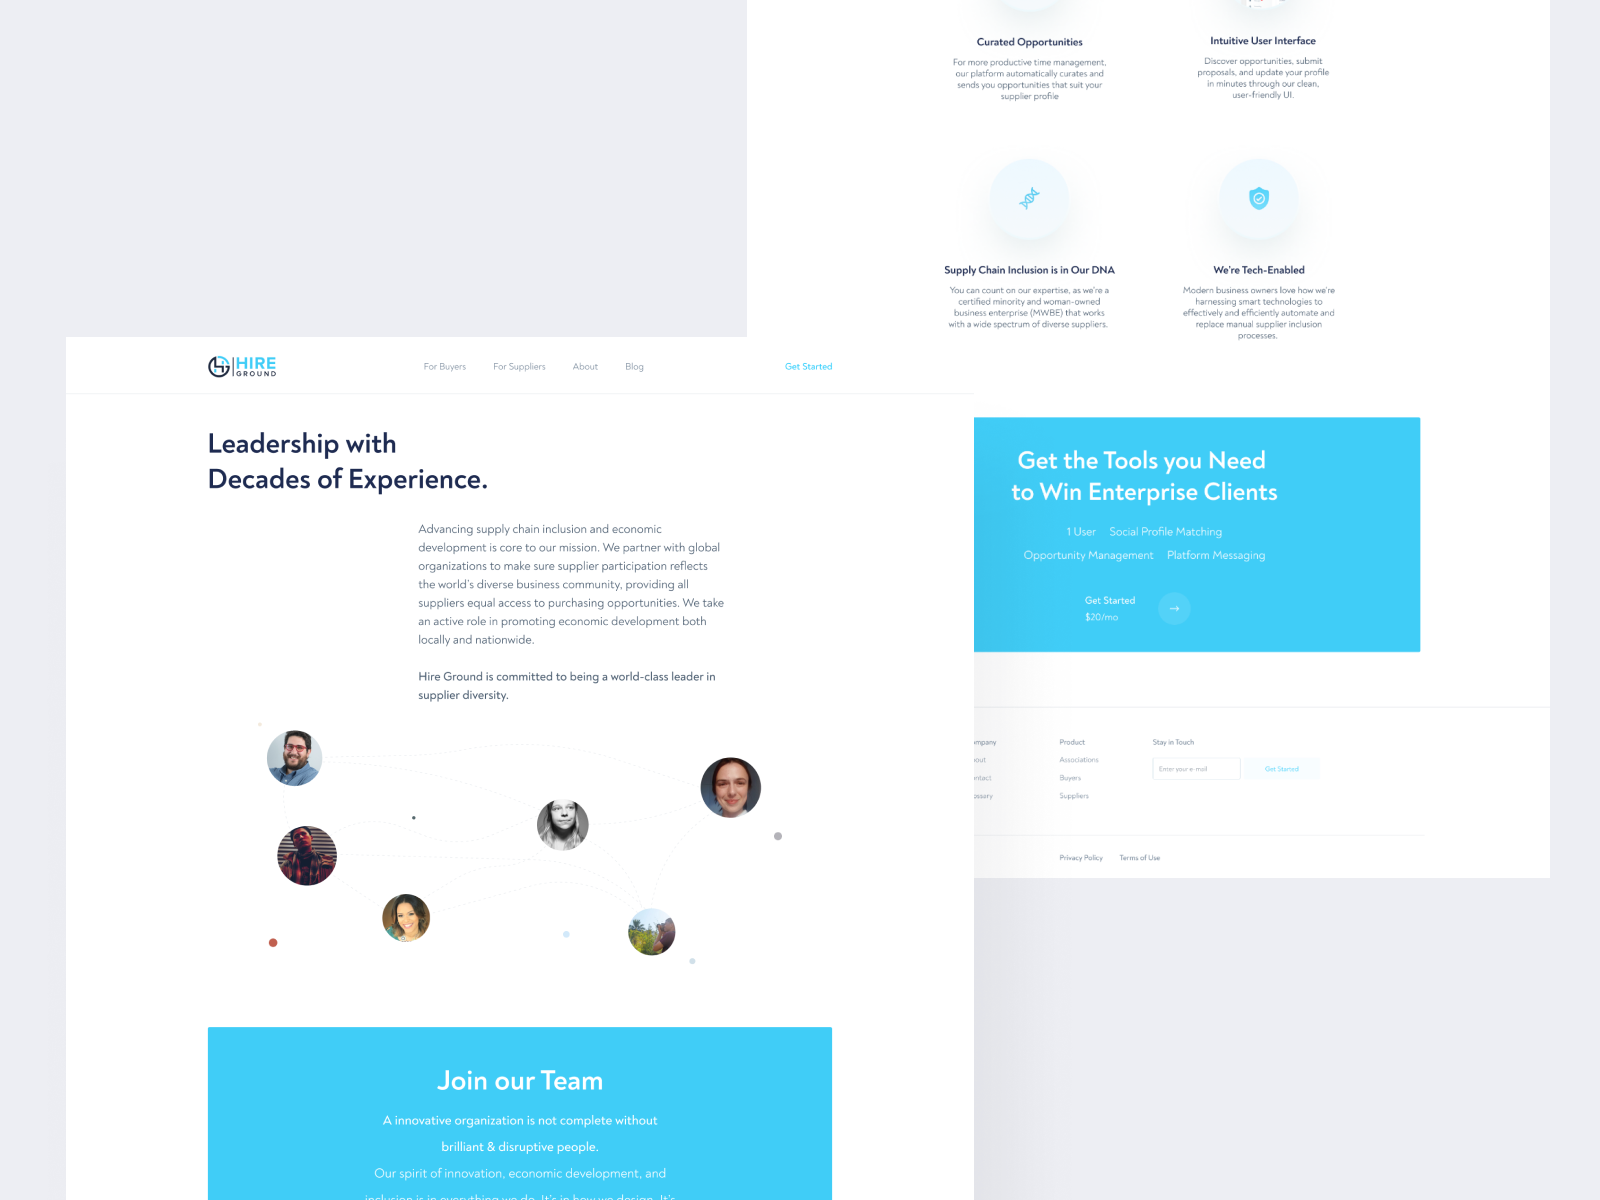 Curated Opportunities
For more productive time management,
our platform automatically curates and
sends you opportunities that suit your
supplier profile
Intuitive User Interface
Discover opportunities, submit
proposals, and update your profile
in minutes through our clean,
user-friendly UI.
Supply Chain Inclusion is in Our DNA
You can count on our expertise, as we're a
certified minority and woman-owned
business enterprise (MWBE) that works
with a wide spectrum of diverse suppliers.
We're Tech-Enabled
Modern business owners love how we're
harnessing smart technologies to
effectively and efficiently automate and
replace manual supplier inclusion
processes.
HIRE
GROUND
For Buyers
For Suppliers
About
Blog
Get Started
Leadership with
Decades of Experience.
Advancing supply chain inclusion and economic
development is core to our mission. We partner with global
organizations to make sure supplier participation reflects
the world's diverse business community, providing all
suppliers equal access to purchasing opportunities. We take
an active role in promoting economic development both
locally and nationwide.
Hire Ground is committed to being a world-class leader in
supplier diversity.
Join our Team
A innovative organization is not complete without
brilliant & disruptive people.
Our spirit of innovation, economic development, and
inclusion is in everything we do. It's in how we design. It's
Get the Tools you Need
to Win Enterprise Clients
1 User Social Profile Matching
Opportunity Management Platform Messaging
Get Started
$20/mo
Product
Associations
Buyers
Suppliers
Stay in Touch
Enter your e-mail
Get Started
Privacy Policy
Terms of Use